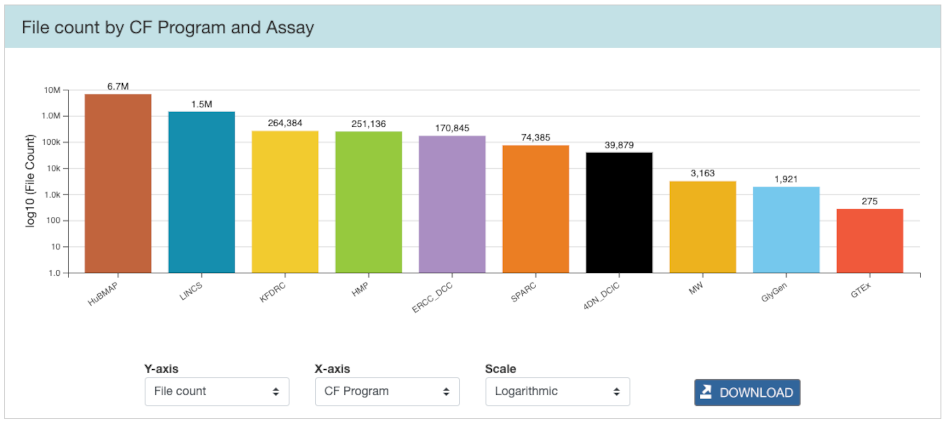 File count by CF Program and Assay
log10 (File Count)
10M
1.0M
100k
10k
1.0k
100
10
1.0
6.7M
1.5M
264,384
251,136
170,845
74,385
39,879
3,163
1,921
275
HuBMAP
LINCS
KFDRC
HMP
ERCC_DCC
SPARC
4DN_DCIC
MW
GlyGen
GTEx
Y-axis X-axis Scale
File count CF Program Logarithmic DOWNLOAD